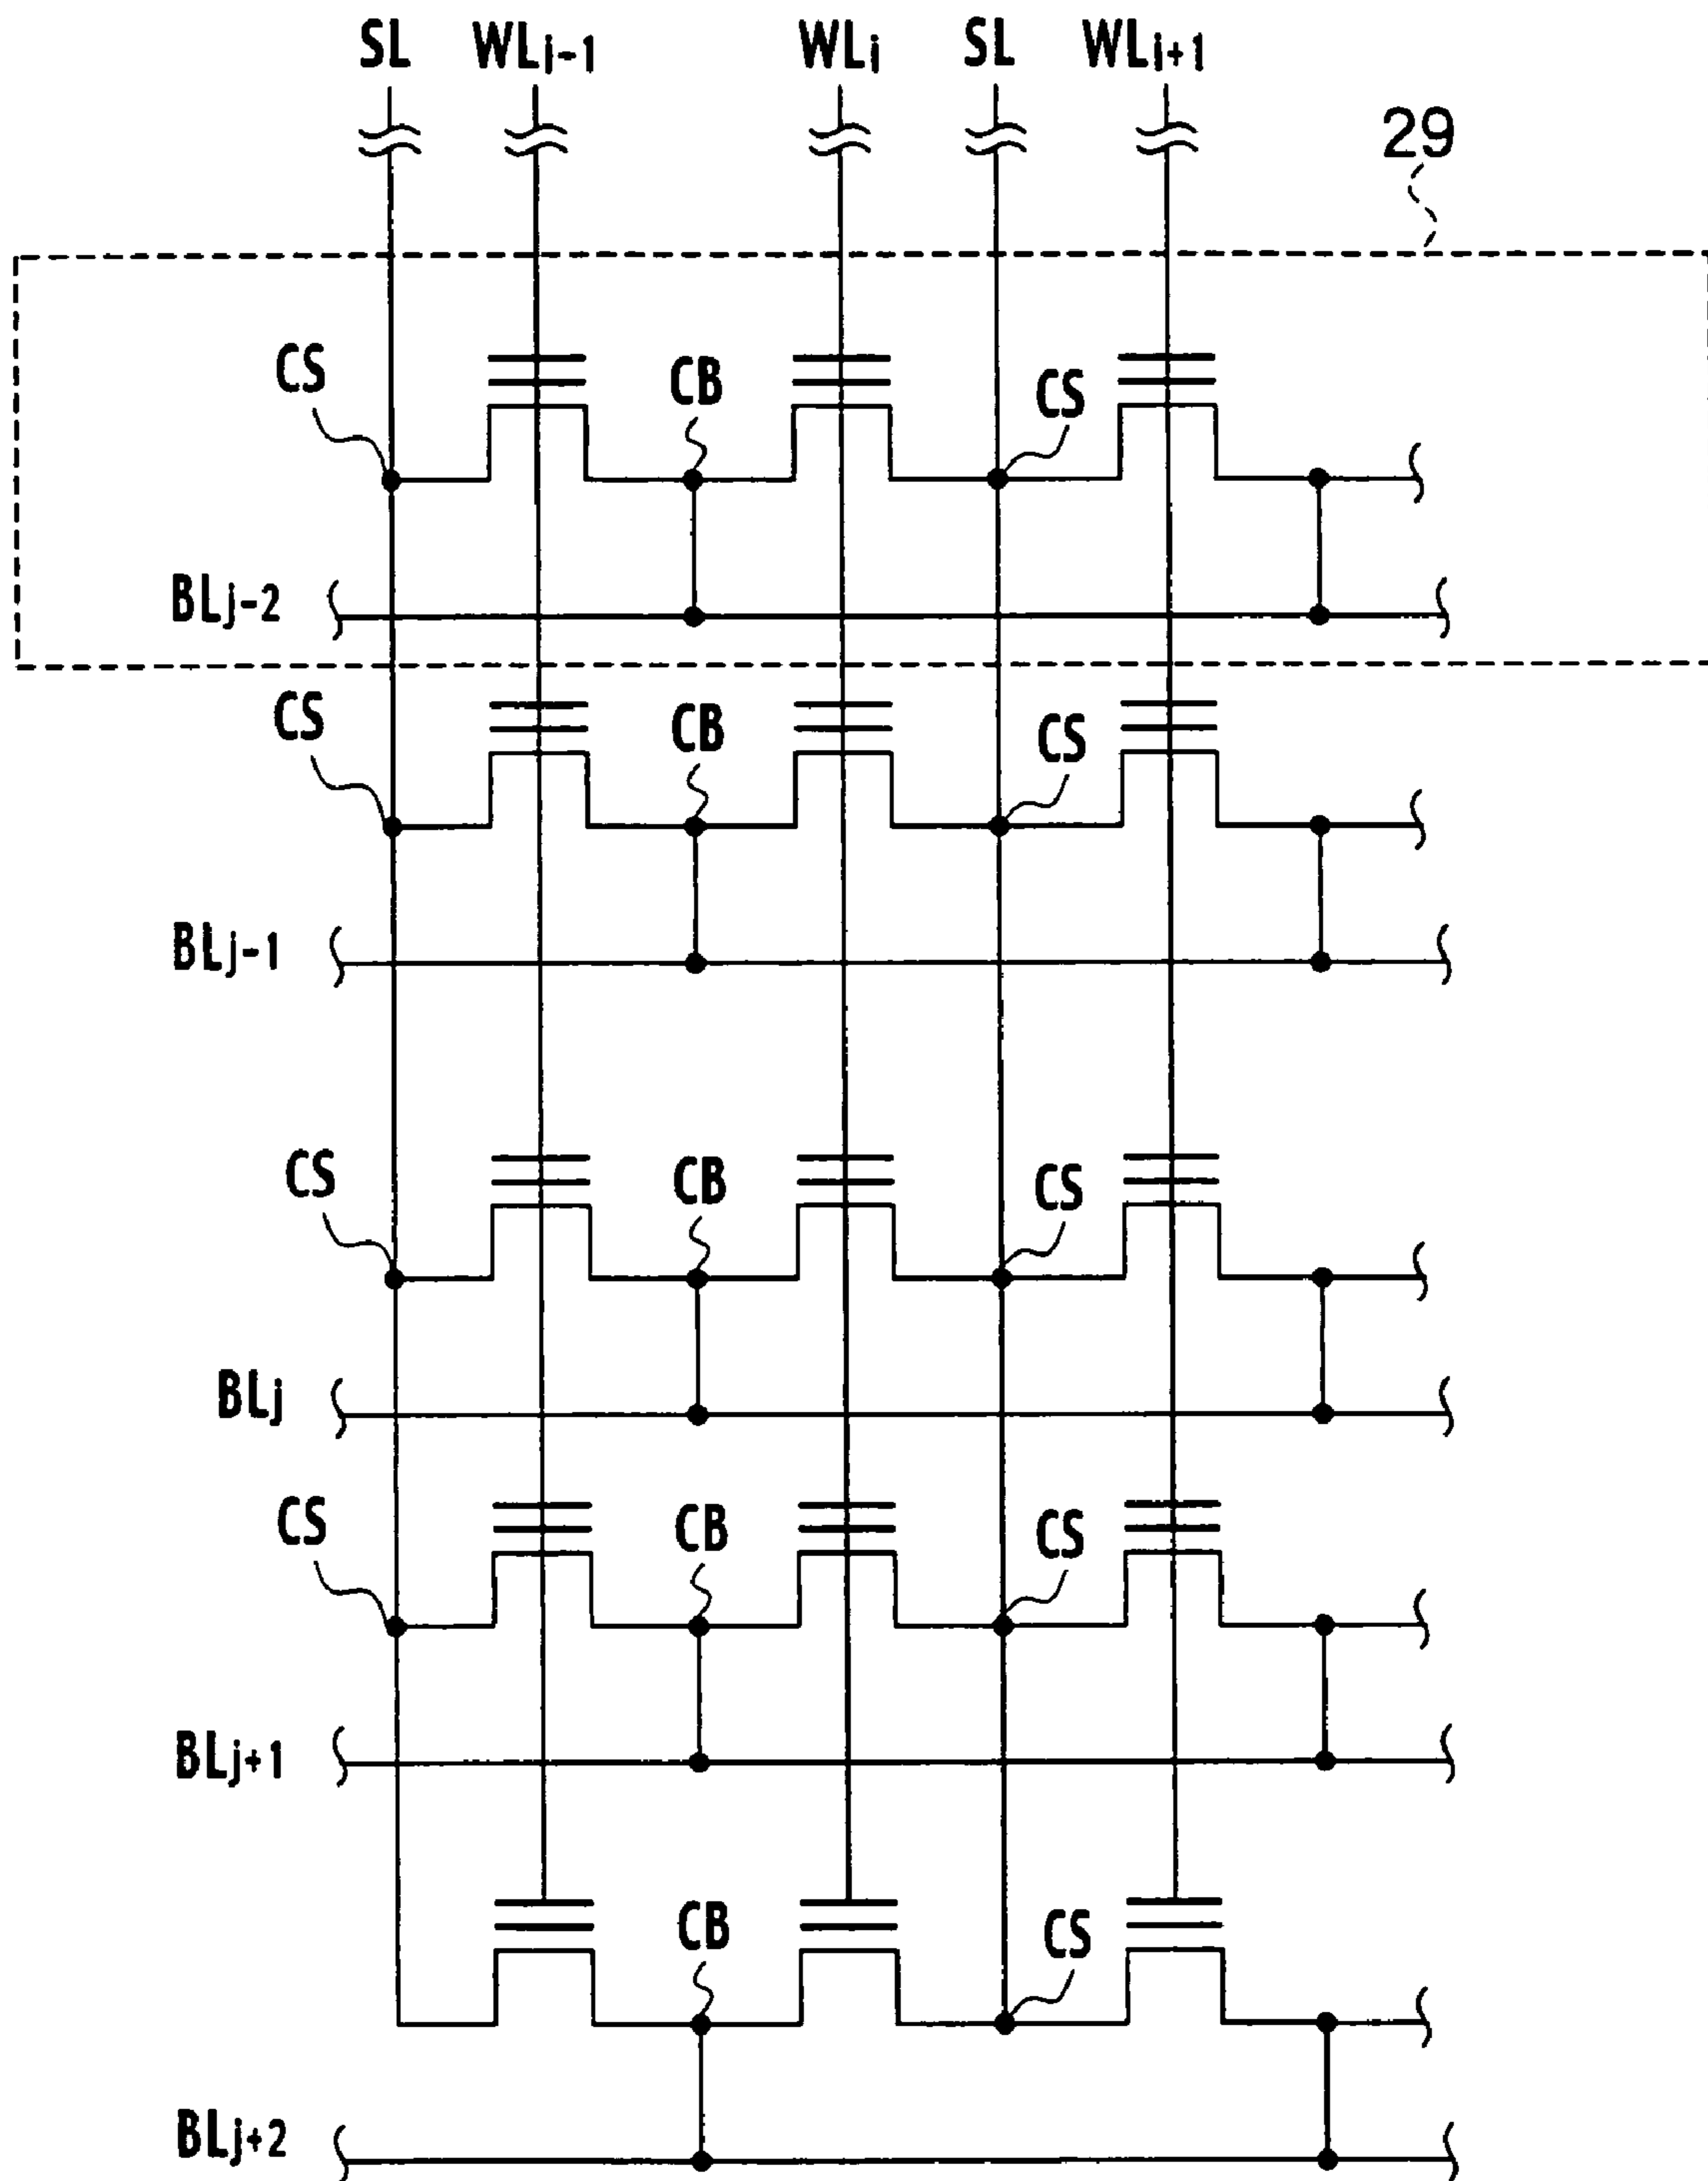 SL WLi-1 WLi SL WLi+1
29
CS CB CS
BLj-2
CS CB CS
BLj-1
CS CB CS
BLj
CS CB CS
BLj+1
CB CS
BLj+2